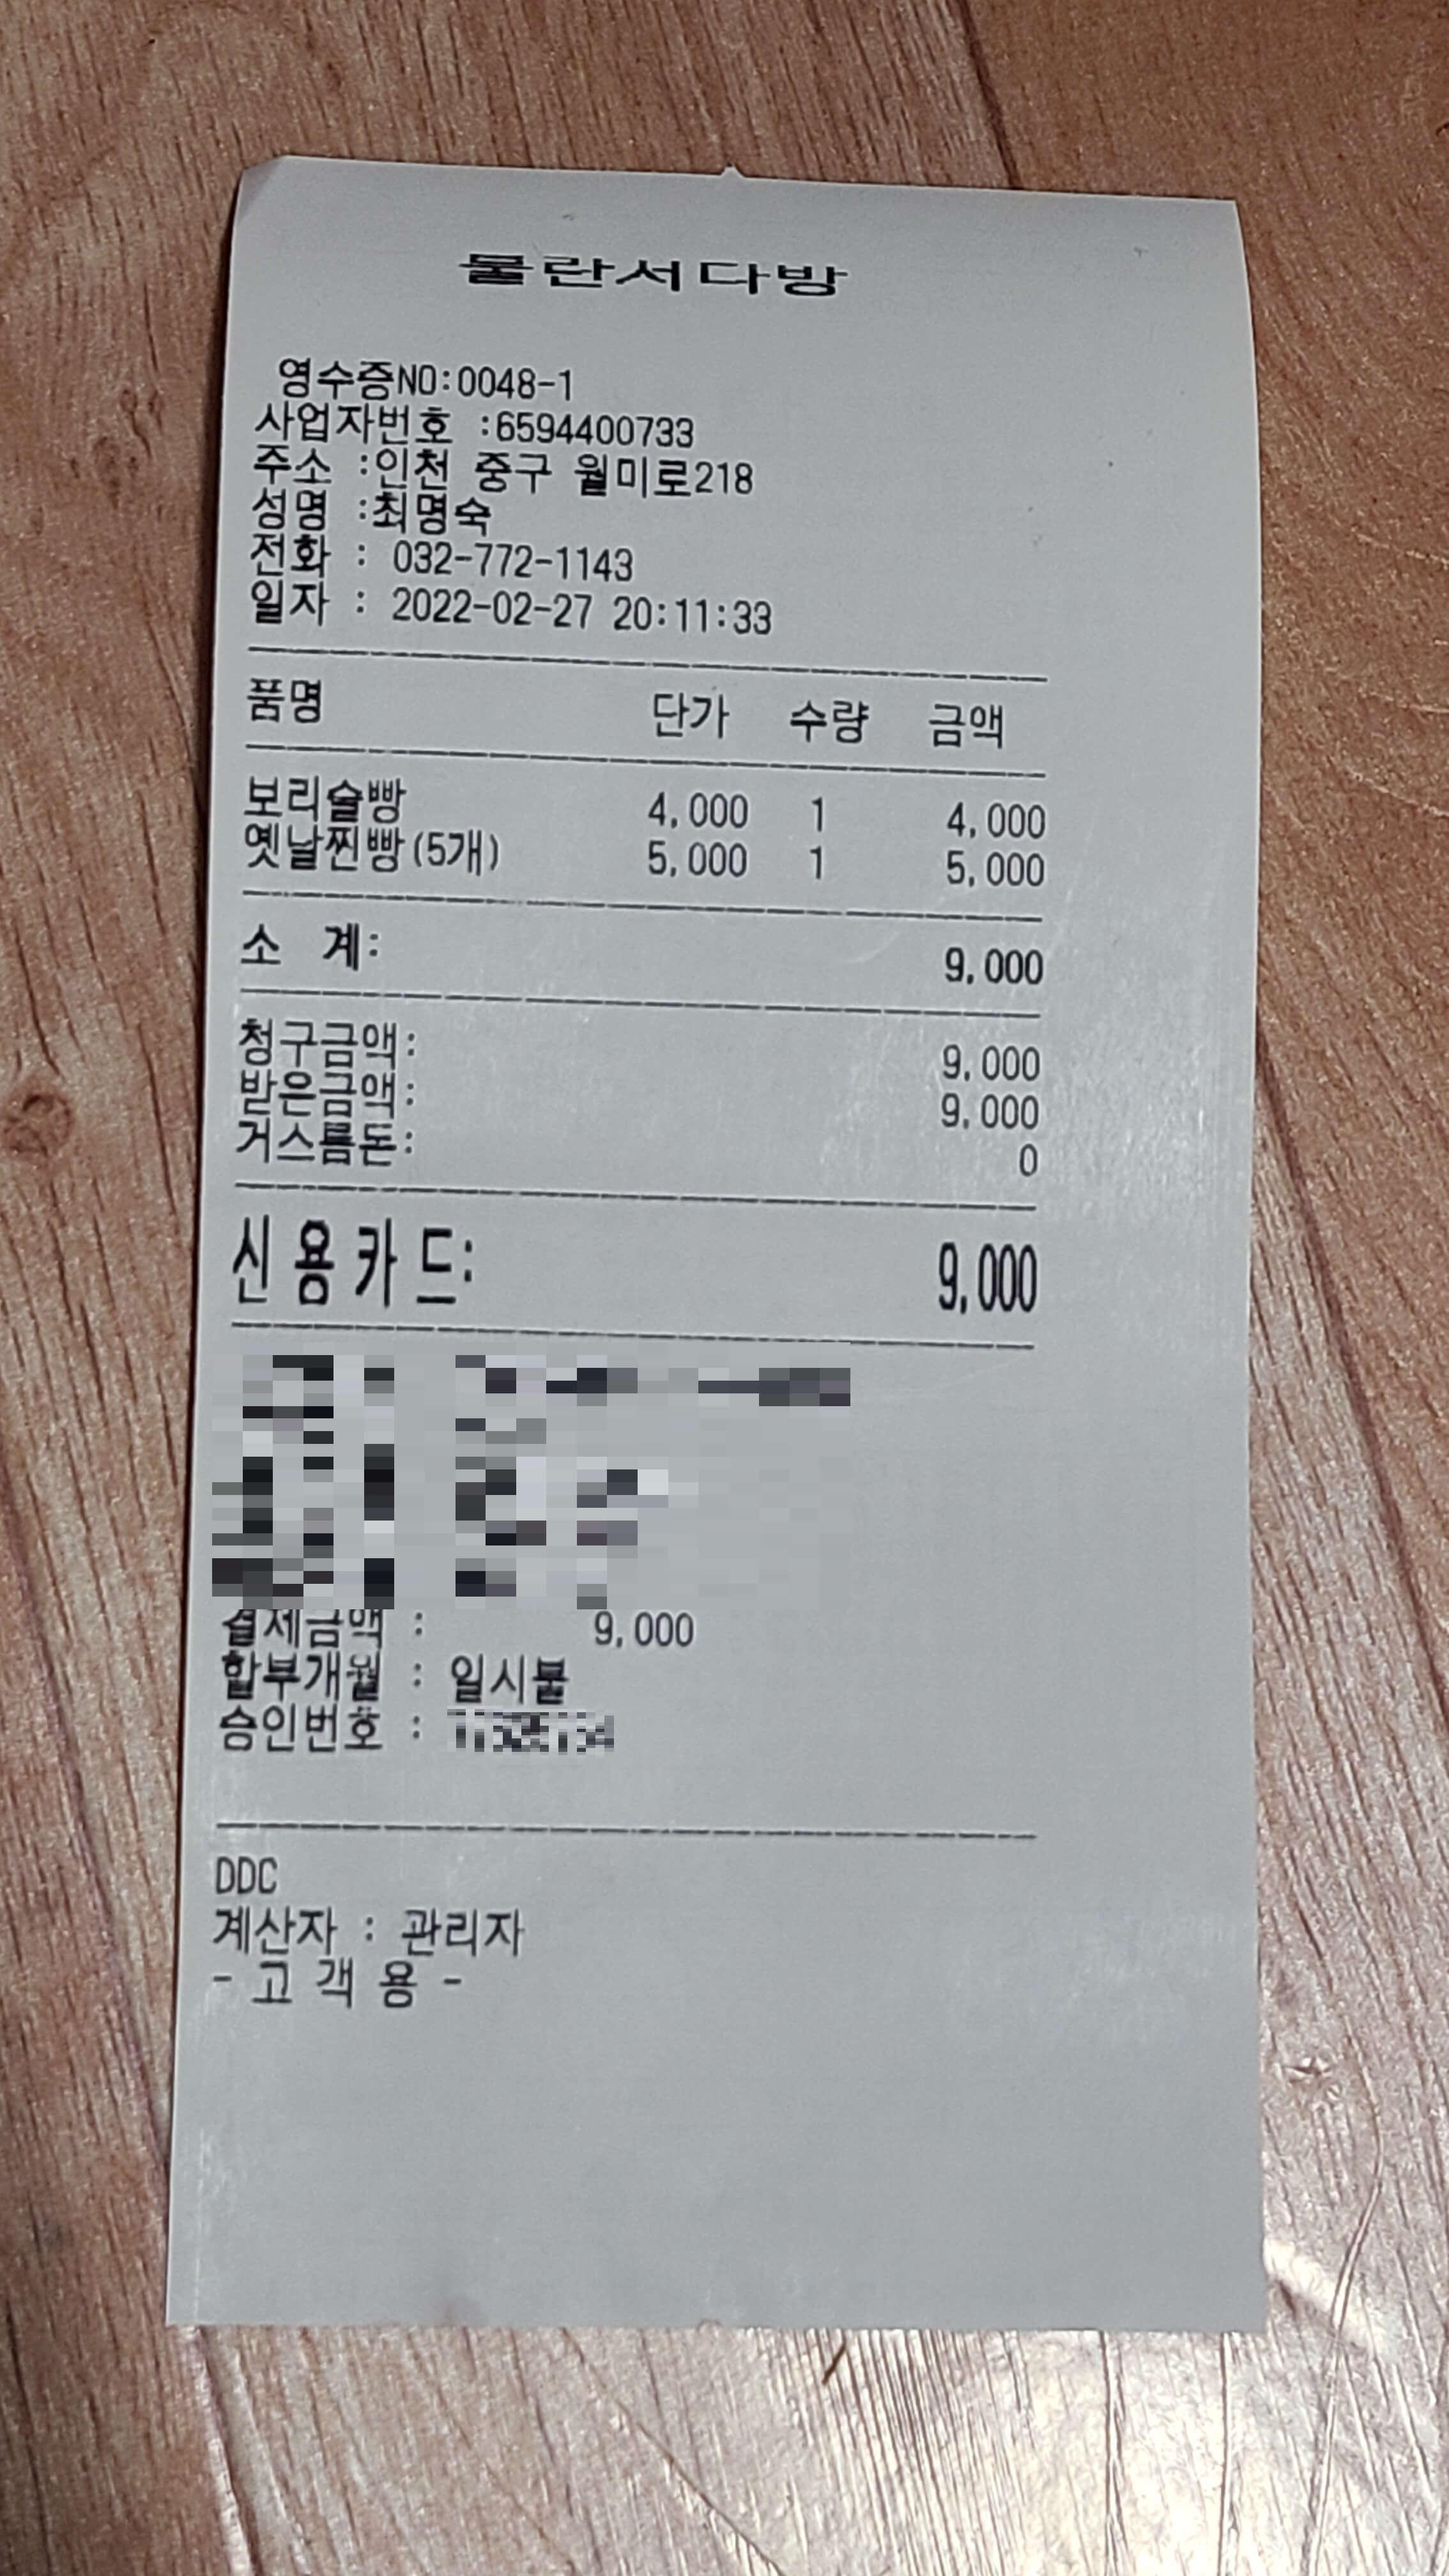 물란서다방
영수증NO:0048-1
사업자번호 :6594400733
주소 :인천 중구 월미로218
성명 :최명숙
전화 : 032-772-1143
일자 : 2022-02-27 20:11:33
품명 단가 수량 금액
보리술빵 4,000 1 4,000
옛날찐빵(5개) 5,000 1 5,000
소 계: 9,000
청구금액: 9,000
받은금액: 9,000
거스름돈: 0
신용카드: 9,000
결제금액 : 9,000
할부개월 : 일시불
승인번호 :
DDC
계산자 : 관리자
- 고 객 용 -